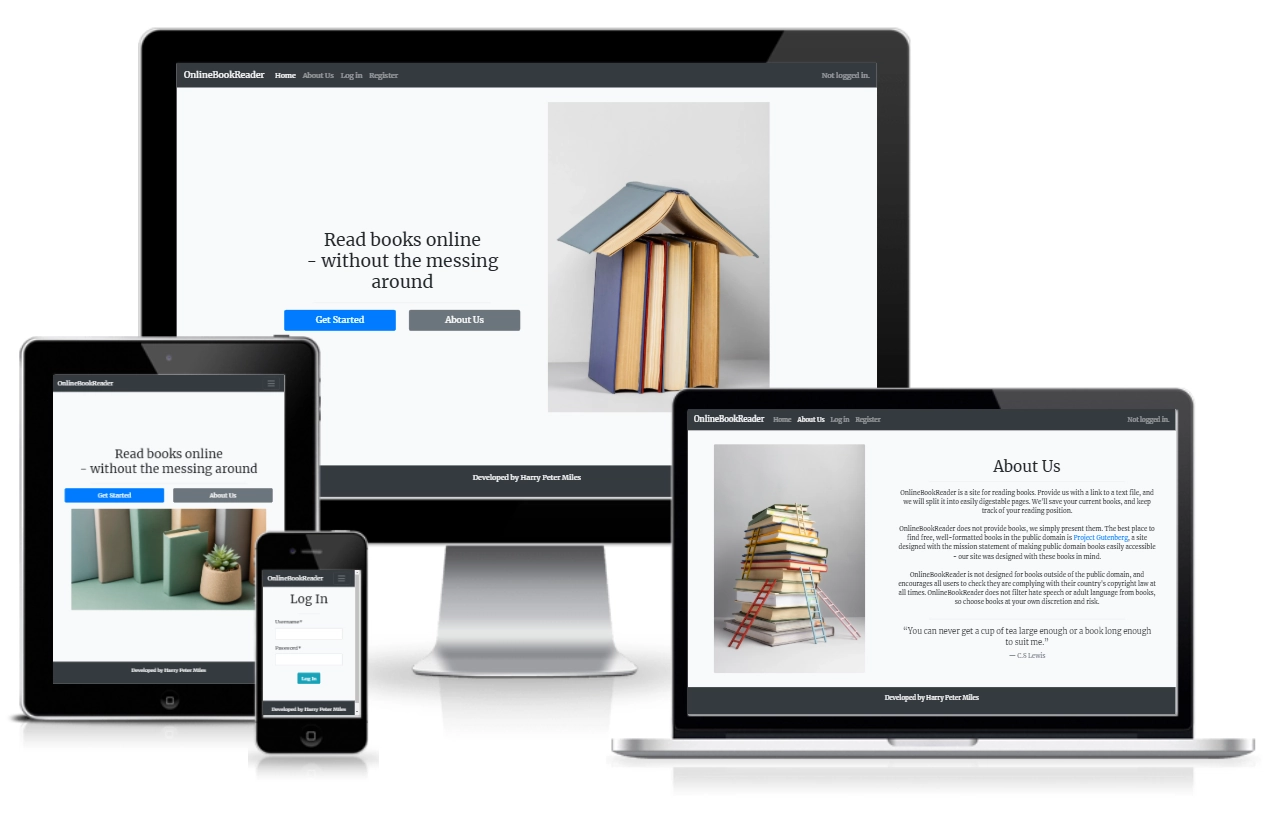 OnlineBookReader Home About Us Log in Register Not logged in.
Read books online
- without the messing
around
Get Started About Us
Developed by Harry Peter Miles
OnlineBookReader
Read books online
- without the messing around
Get Started About Us
Developed by Harry Peter Miles
OnlineBookReader
Log In
Username*
Password*
Log In
Developed by Harry Peter Miles
OnlineBookReader Home About Us Log in Register Not logged in.
About Us
OnlineBookReader is a site for reading books. Provide us with a link to a text file, and
we will split it into easily digestable pages. We'll save your current books, and keep
track of your reading position.
OnlineBookReader does not provide books, we simply present them. The best place to
find free, well-formatted books in the public domain is Project Gutenberg, a site
designed with the mission statement of making public domain books easily accessible
- our site was designed with these books in mind.
OnlineBookReader is not designed for books outside of the public domain, and
encourages all users to check they are complying with their country's copyright law at
all times. OnlineBookReader does not filter hate speech or adult language from books,
so choose books at your own discretion and risk.
“You can never get a cup of tea large enough or a book long enough
to suit me.”
— C.S Lewis
Developed by Harry Peter Miles